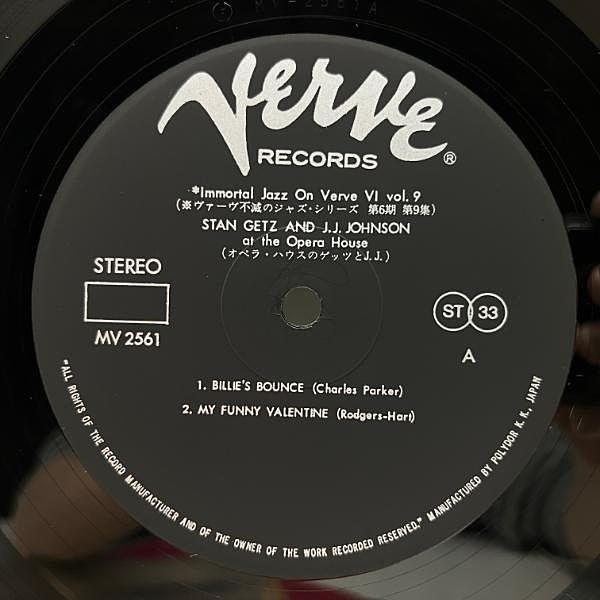 MV-2561A
Verve
RECORDS ®
*Immortal Jazz On Verve VI vol. 9
(※ヴァーヴ不滅のジャズ・シリーズ 第6期 第9集)
STAN GETZ AND J.J. JOHNSON
at the Opera House
(オペラ・ハウスのゲッツとJ.J.)
STEREO
MV 2561
ST 33
A
1. BILLIE'S BOUNCE (Charles Parker)
2. MY FUNNY VALENTINE (Rodgers-Hart)
"ALL RIGHTS OF THE RECORD MANUFACTURER AND OF THE OWNER OF THE WORK RECORDED RESERVED." MANUFACTURED BY POLYDOR K. K., JAPAN